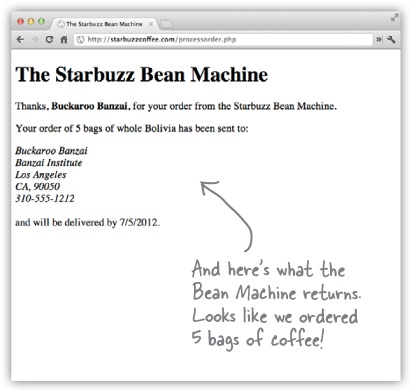 The Starbuzz Bean Machine
http://starbuzzcoffee.com/processorder.php
The Starbuzz Bean Machine
Thanks, Buckaroo Banzai, for your order from the Starbuzz Bean Machine.
Your order of 5 bags of whole Bolivia has been sent to:
Buckaroo Banzai
Banzai Institute
Los Angeles
CA, 90050
310-555-1212
and will be delivered by 7/5/2012.
And here's what the
Bean Machine returns.
Looks like we ordered
5 bags of coffee!